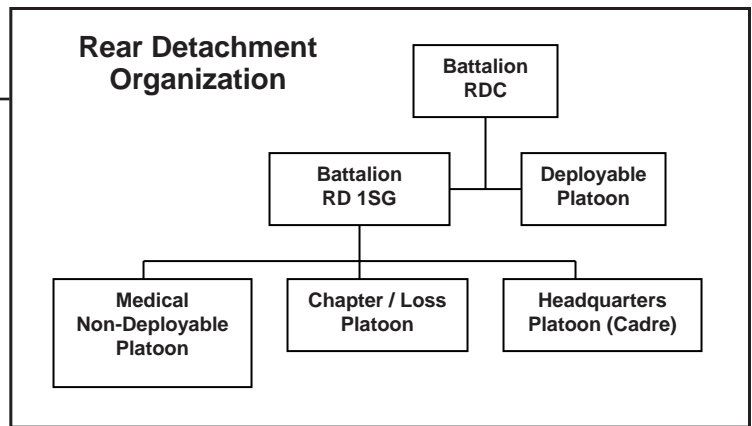 Rear Detachment
Organization
Battalion
RDC
Battalion
RD 1SG
Deployable
Platoon
Medical
Non-Deployable
Platoon
Chapter / Loss
Platoon
Headquarters
Platoon (Cadre)